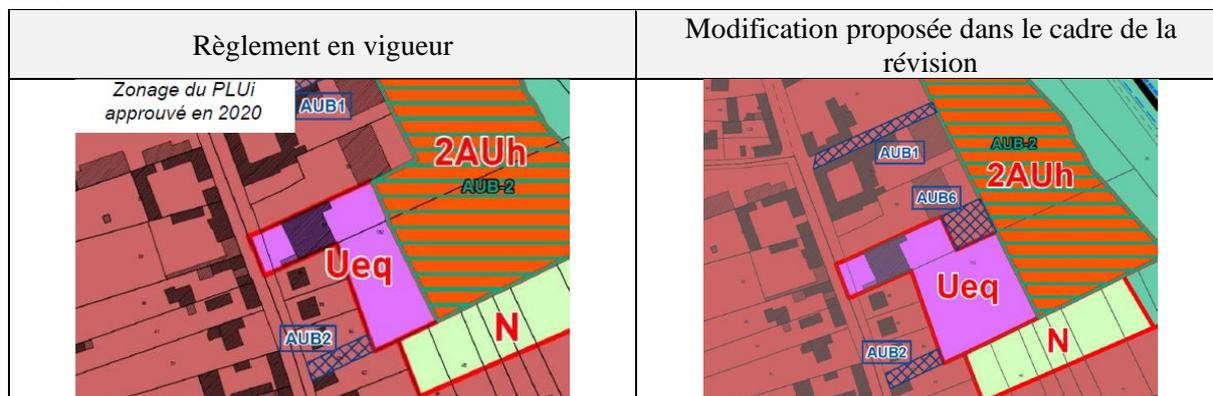 Règlement en vigueur
Modification proposée dans le cadre de la
révision
Zonage du PLUi
approuvé en 2020
AUB1
2AUh
AUB-2
Ueq
AUB2
N
AUB-2
2AUh
AUB1
AUB6
Ueq
AUB2
N